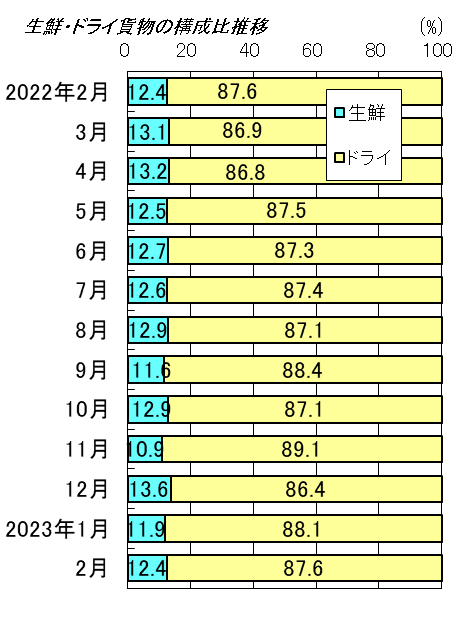 生鮮・ドライ貨物の構成比推移 (%)
0 20 40 60 80 100
2022年2月 12.4 87.6
3月 13.1 86.9
4月 13.2 86.8
5月 12.5 87.5
6月 12.7 87.3
7月 12.6 87.4
8月 12.9 87.1
9月 11.6 88.4
10月 12.9 87.1
11月 10.9 89.1
12月 13.6 86.4
2023年1月 11.9 88.1
2月 12.4 87.6
生鮮
ドライ